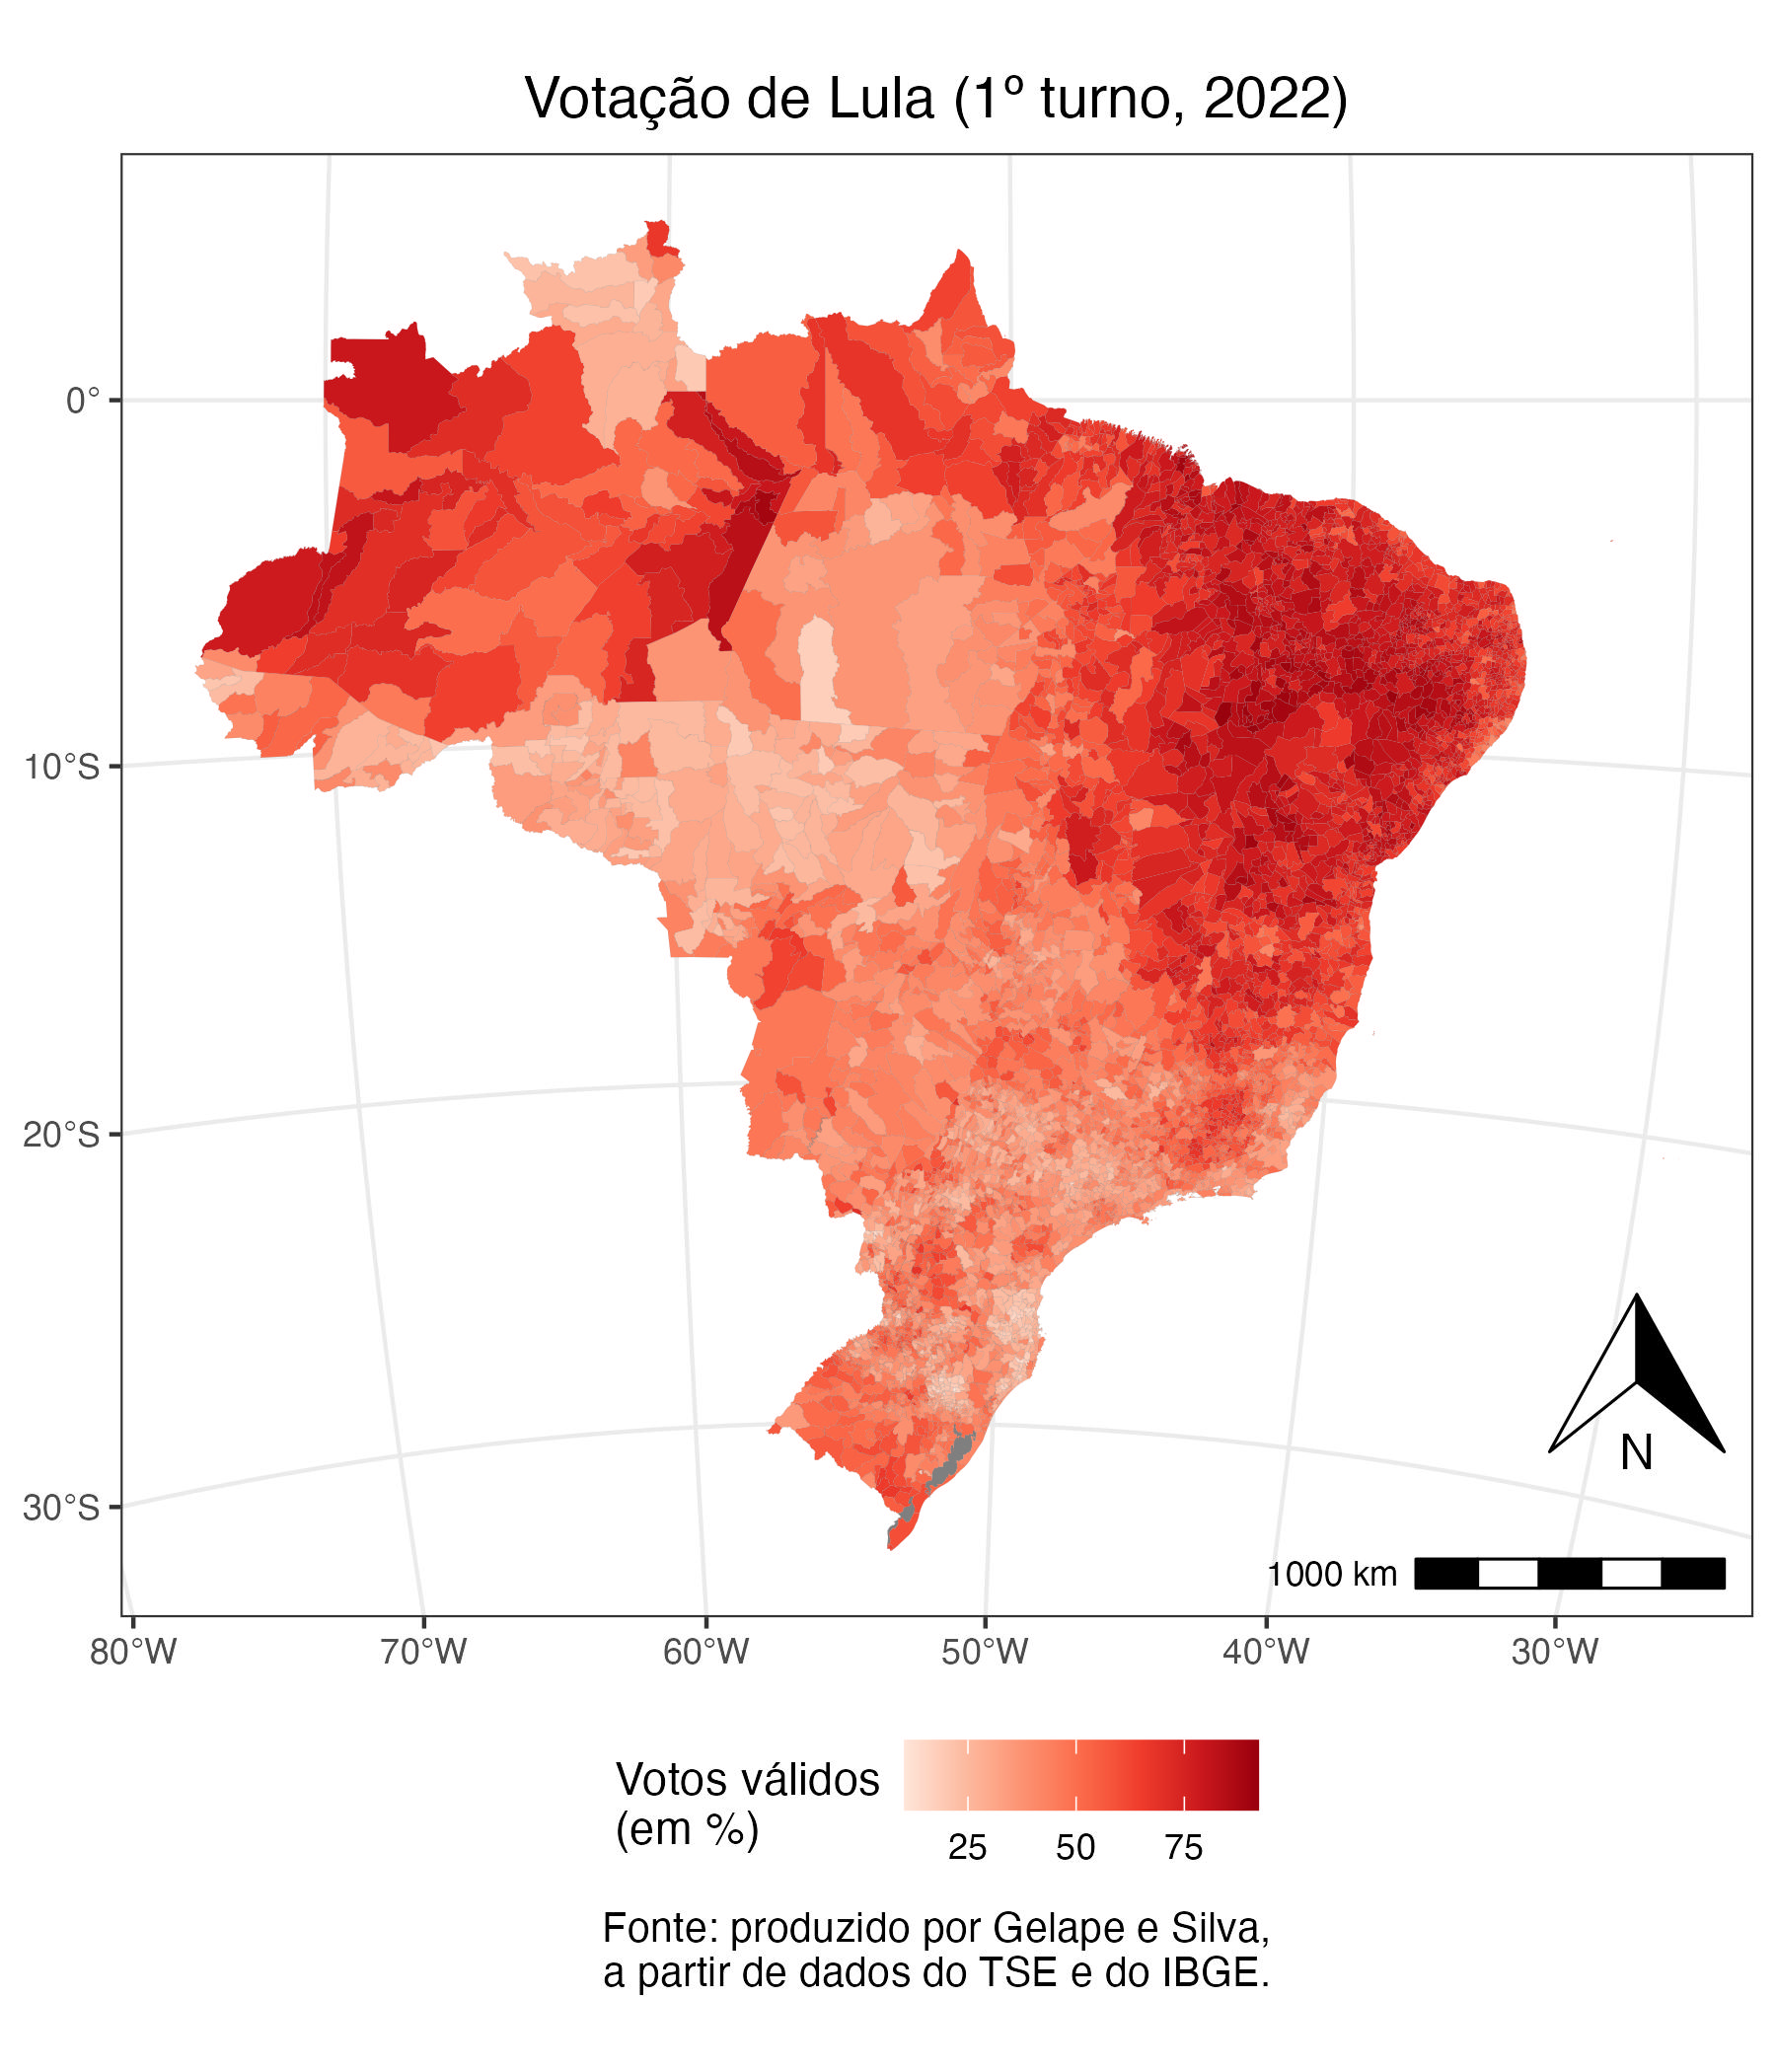 Votação de Lula (1º turno, 2022)
0°
10°S
20°S
30°S
N
1000 km
80°W 70°W 60°W 50°W 40°W 30°W
Votos válidos
(em %)
25 50 75
Fonte: produzido por Gelape e Silva,
a partir de dados do TSE e do IBGE.